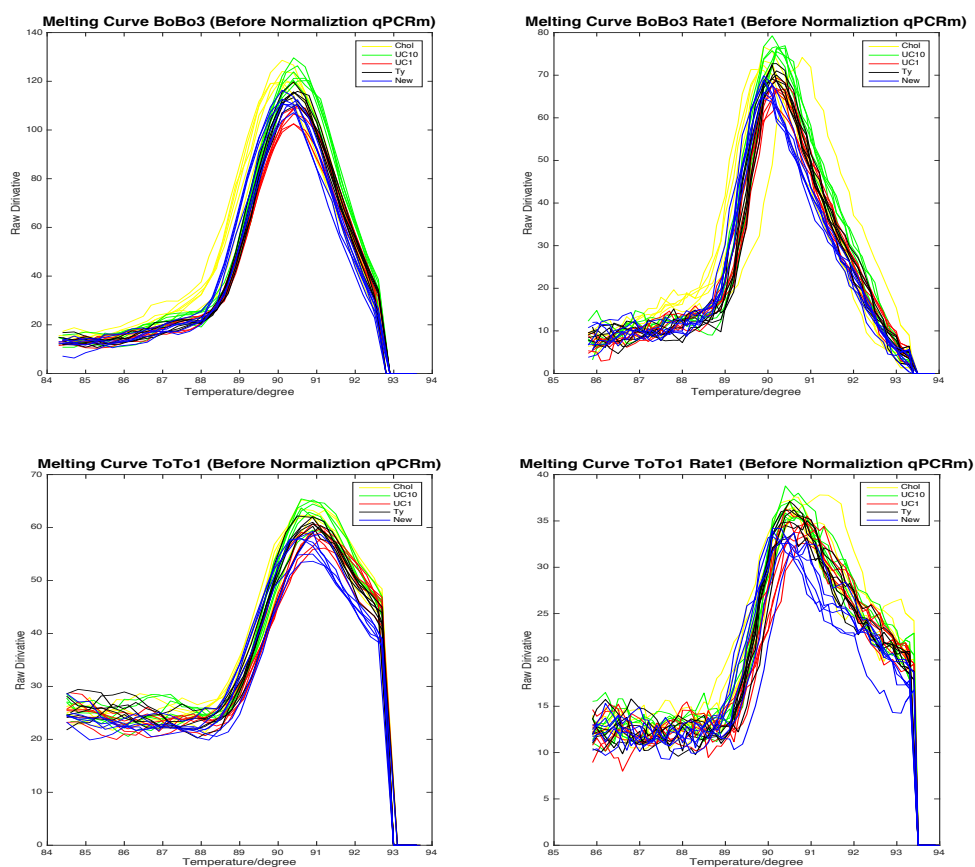 Melting Curve BoBo3 (Before Normaliztion qPCRm)
140
120
100
80
60
40
20
0
Raw Dirivative
Chol
UC10
UC1
Ty
New
84 85 86 87 88 89 90 91 92 93 94
Temperature/degree
Melting Curve BoBo3 Rate1 (Before Normaliztion qPCRm)
80
70
60
50
40
30
20
10
0
Raw Dirivative
Chol
UC10
UC1
Ty
New
85 86 87 88 89 90 91 92 93 94
Temperature/degree
Melting Curve ToTo1 (Before Normaliztion qPCRm)
70
60
50
40
30
20
10
0
Raw Dirivative
Chol
UC10
UC1
Ty
New
84 85 86 87 88 89 90 91 92 93 94
Temperature/degree
Melting Curve ToTo1 Rate1 (Before Normaliztion qPCRm)
40
35
30
25
20
15
10
5
0
Raw Dirivative
Chol
UC10
UC1
Ty
New
85 86 87 88 89 90 91 92 93 94
Temperature/degree